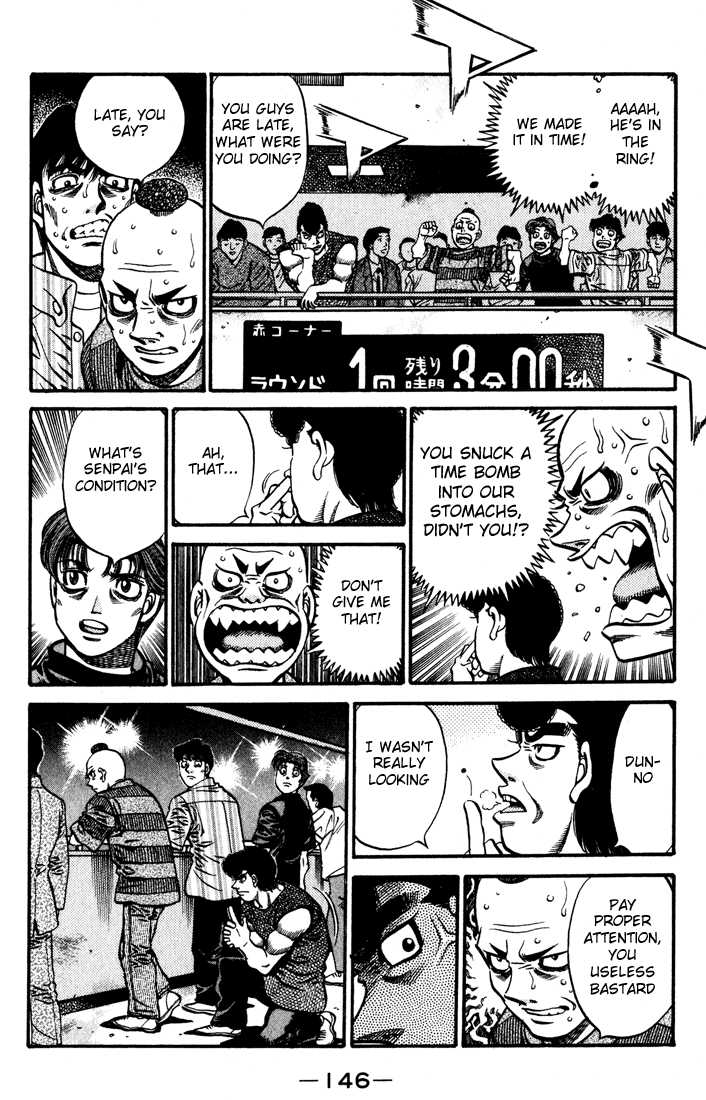 AAAAH,
HE'S IN
THE
RING!
WE MADE
IT IN TIME!
YOU GUYS
ARE LATE,
WHAT WERE
YOU DOING?
赤コーナー
ラウンド 1回 残り時間 3分00秒
LATE, YOU
SAY?
YOU SNUCK A
TIME BOMB
INTO OUR
STOMACHS,
DIDN'T YOU!?
AH,
THAT...
DON'T
GIVE ME
THAT!
WHAT'S
SENPAI'S
CONDITION?
DUN-
NO
I WASN'T
REALLY
LOOKING
PAY
PROPER
ATTENTION,
YOU
USELESS
BASTARD
—146—